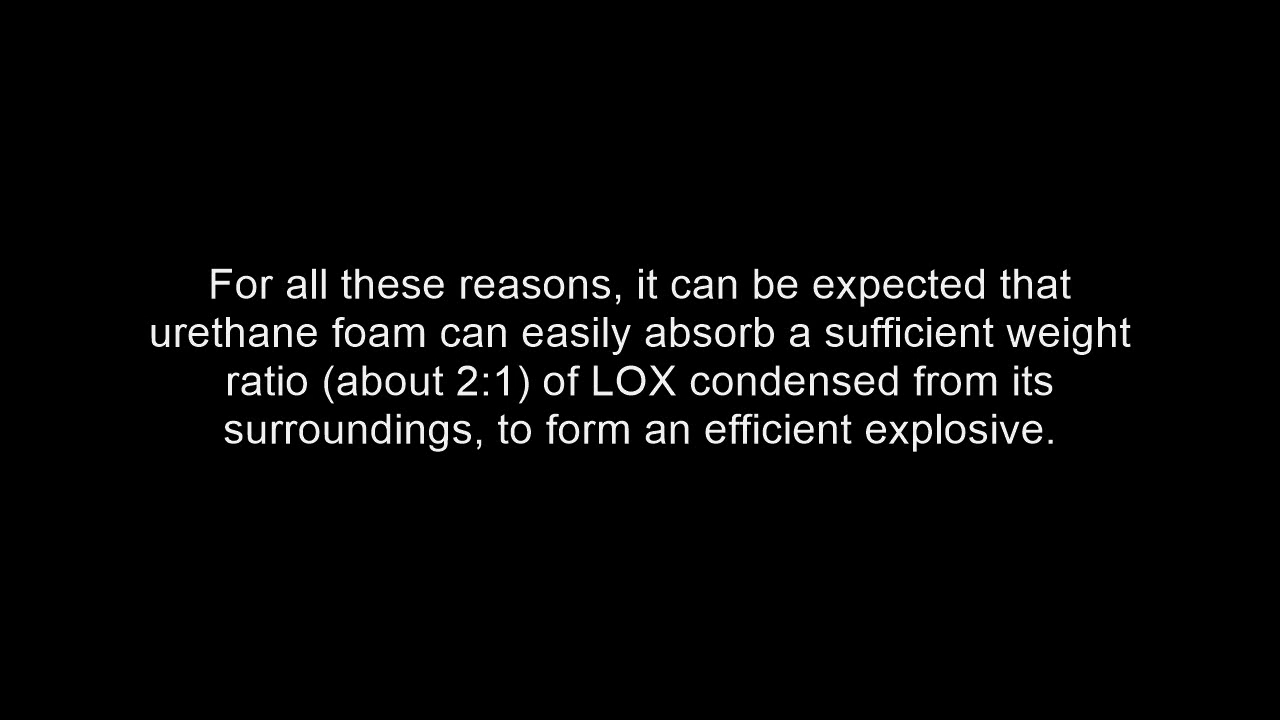 For all these reasons, it can be expected that
urethane foam can easily absorb a sufficient weight
ratio (about 2:1) of LOX condensed from its
surroundings, to form an efficient explosive.